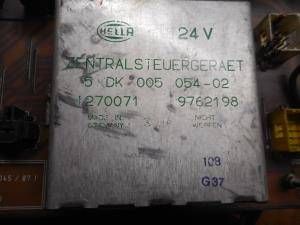 HELLA 24 V
ZENTRALSTEUERGERAET
5 DK 005 054-02
1270071 9762198
MADE IN NICHT
GERMANY WERFEN
109
G37